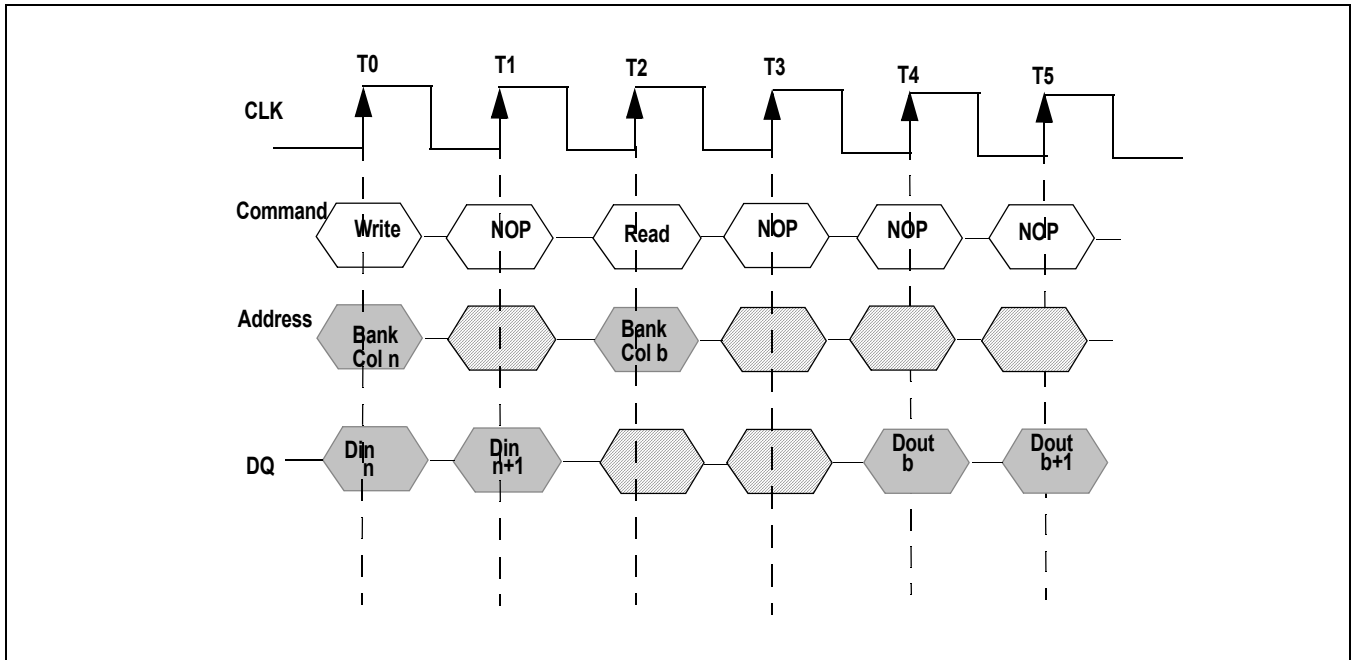 T0 T1 T2 T3 T4 T5
CLK
Command Write NOP Read NOP NOP NOP
Address
Bank Bank
Col n Col b
Din Din Dout Dout
n n+1 b b+1
DQ